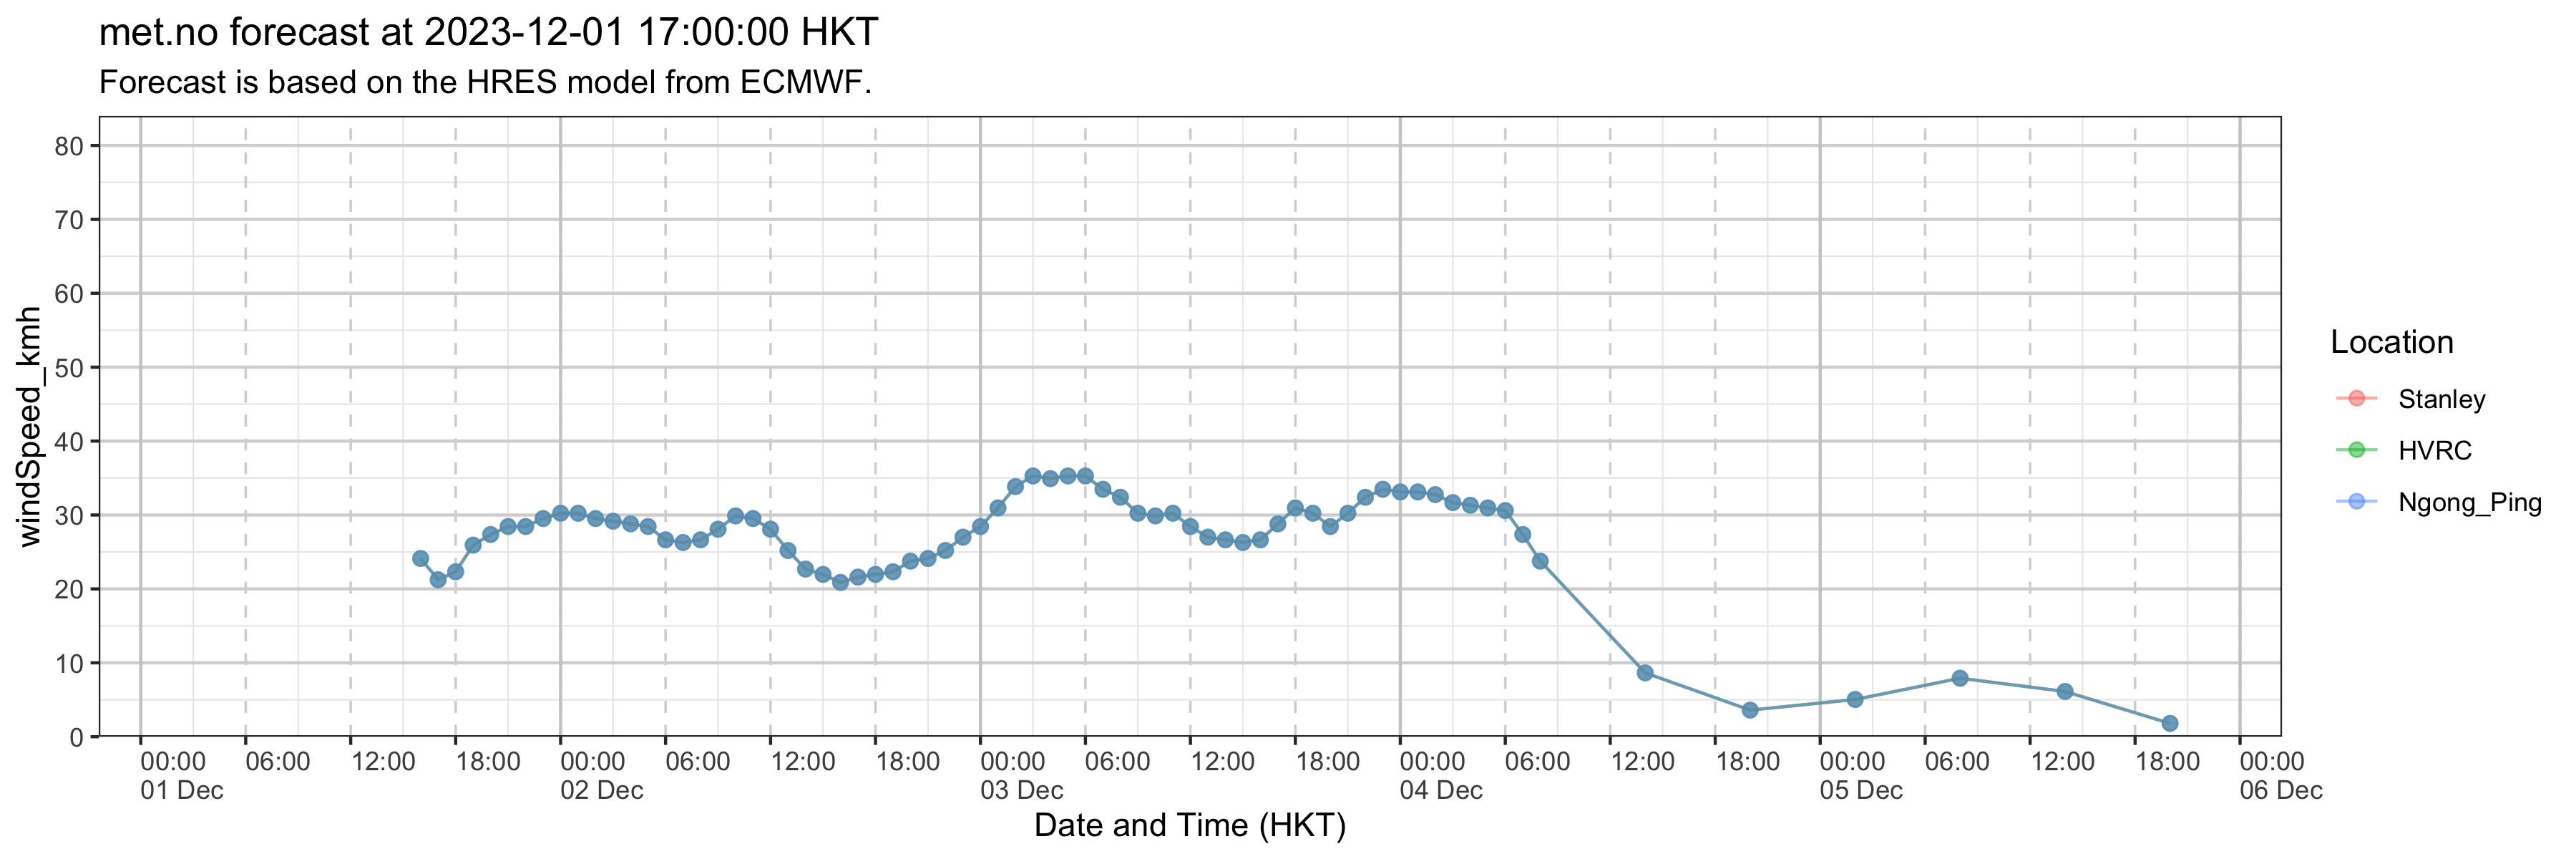 met.no forecast at 2023-12-01 17:00:00 HKT
Forecast is based on the HRES model from ECMWF.
windSpeed_kmh
80
70
60
50
40
30
20
10
0
00:00 06:00 12:00 18:00 00:00 06:00 12:00 18:00 00:00 06:00 12:00 18:00 00:00 06:00 12:00 18:00 00:00 06:00 12:00 18:00 00:00
01 Dec 02 Dec 03 Dec 04 Dec 05 Dec 06 Dec
Date and Time (HKT)
Location
Stanley
HVRC
Ngong_Ping